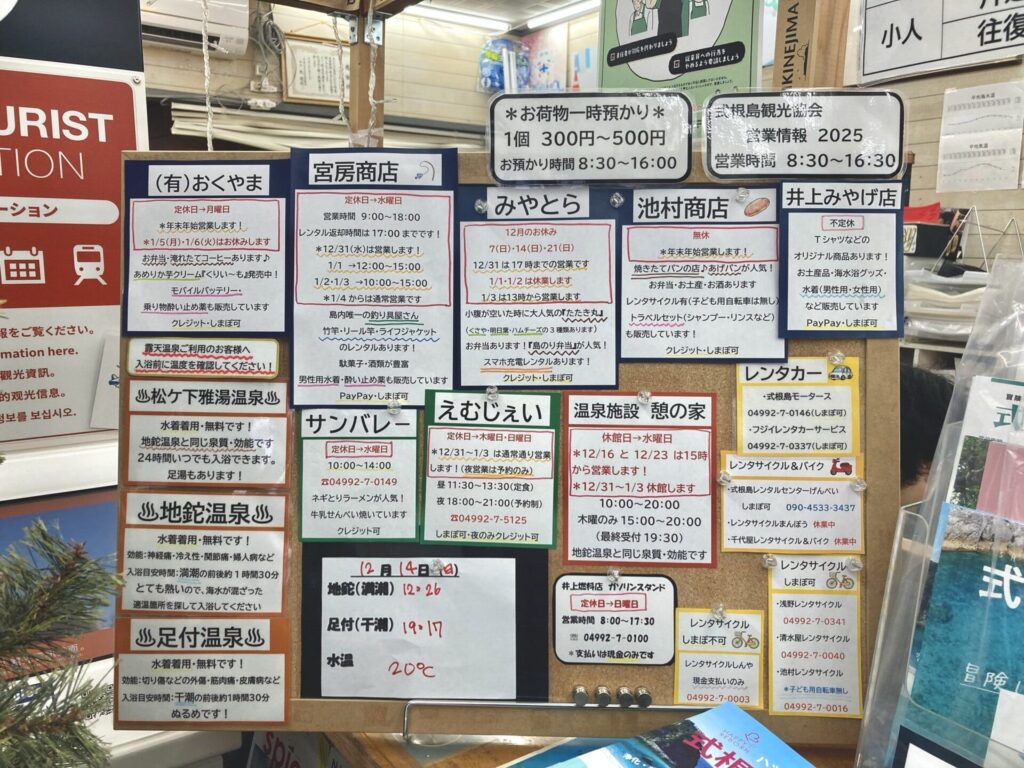 URIST
TION
ーション
報をご覧ください。
mation here.
観光資訊。
的观光信息。
정보를 보십시오.
KINEJIMA
小人
往復
＊お荷物一時預かり＊
1個 300円～500円
お預かり時間 8:30～16:00
式根島観光協会
営業情報 2025
営業時間 8:30～16:30
(有)おくやま
定休日→月曜日
＊年末年始営業します！
＊1/5(月)・1/6(火)はお休みします
お弁当・淹れたてコーヒーあります♪
あめりか芋クリーム『くりぃ～も』発売中！
モバイルバッテリー・
乗り物酔い止め薬も販売しています
クレジット・しまぽ可
宮房商店
定休日→水曜日
営業時間 9:00～18:00
レンタル返却時間は17時までです！
＊12/31(水)は営業します！
1/1 →12:00～15:00
1/2・1/3 →10:00～15:00
＊1/4からは通常営業です
島内唯一の釣り具屋さん
竹竿・リール竿・ライフジャケット
のレンタルあります！
駄菓子・酒類が豊富
男性用水着・酔い止め薬も販売しています
PayPay・しまぽ可
みやとら
12月のお休み
7(日)・14(日)・21(日)
12/31は17時までの営業です
1/1・1/2は休業します
1/3は13時から営業します
小腹が空いた時に大人気の『たたき丸』
(くさや・明日葉・ハムチーズの3種類あります)
お弁当あります！『島のり弁当』が人気！
スマホ充電レンタルあります！
クレジット・しまぽ可
池村商店
無休
＊年末年始営業します！
焼きたてパンの店♪あげパンが人気！
お弁当・お土産・お酒あります
レンタルサイクル有(子ども自転車は無し)
トラベルセット(シャンプー・リンスなど)
も販売しています！
クレジット・しまぽ可
井上みやげ店
不定休
Tシャツなどの
オリジナル商品あります！
お土産品・海水浴グッズ・
水着(男性用・女性用)
など販売しています
PayPay・しまぽ可
露天温泉ご利用のお客様へ
入浴前に温度を確認してください！
♨松ケ下雅湯温泉♨
水着着用・無料です！
地鉈温泉と同じ泉質・効能です
24時間いつでも入浴できます。
足湯もあります！
♨地鉈温泉♨
水着着用・無料です！
効能：神経痛・冷え性・関節痛・婦人病など
入浴目安時間：満潮の前後約1時間30分
とても熱いので、海水が混ざった
適温箇所を探して入浴してください
♨足付温泉♨
水着着用・無料です！
効能：切り傷などの外傷・筋肉痛・皮膚病など
入浴目安時間：干潮の前後約1時間30分
ぬるめです！
サンバレー
定休日→水曜日
10:00～14:00
☎04992-7-0149
ネギとりラーメンが人気！
牛乳せんべい焼いています
クレジット可
えむじぇい
定休日→木曜日・日曜日
＊12/31～1/3は通常通り営業
します！(夜営業は予約のみ)
昼 11:30～13:30(定食)
夜 18:00～21:00(予約制)
☎04992-7-5125
しまぽ可・夜のみクレジット可
温泉施設 憩の家
休館日→水曜日
＊12/16 と 12/23 は15時
から営業します！
＊12/31～1/3 休館します
10:00～20:00
木曜のみ 15:00～20:00
(最終受付 19:30)
地鉈温泉と同じ泉質・効能です
レンタカー
・式根島モータース
04992-7-0146(しまぽ可)
・フジイレンタカーサービス
04992-7-0337(しまぽ可)
レンタサイクル&バイク
・式根島レンタルセンターげんべい
しまぽ可 090-4533-3437
・レンタサイクルまんぼう 休業中
・千代屋レンタサイクル&バイク 休業中
12月 14日(日)
地鉈(満潮) 12:26
足付(干潮) 19:17
水温 20℃
井上燃料店 ガソリンスタンド
定休日→日曜日
営業時間 8:00～17:30
☏ 04992-7-0100
＊支払いは現金のみです
レンタサイクル
しまぽ不可
レンタサイクルしんや
現金支払いのみ
04992-7-0003
レンタサイクル
しまぽ可
・浅野レンタサイクル
04992-7-0341
・清水屋レンタサイクル
04992-7-0040
・池村レンタサイクル
＊子ども用自転車無し
04992-7-0016
冒険